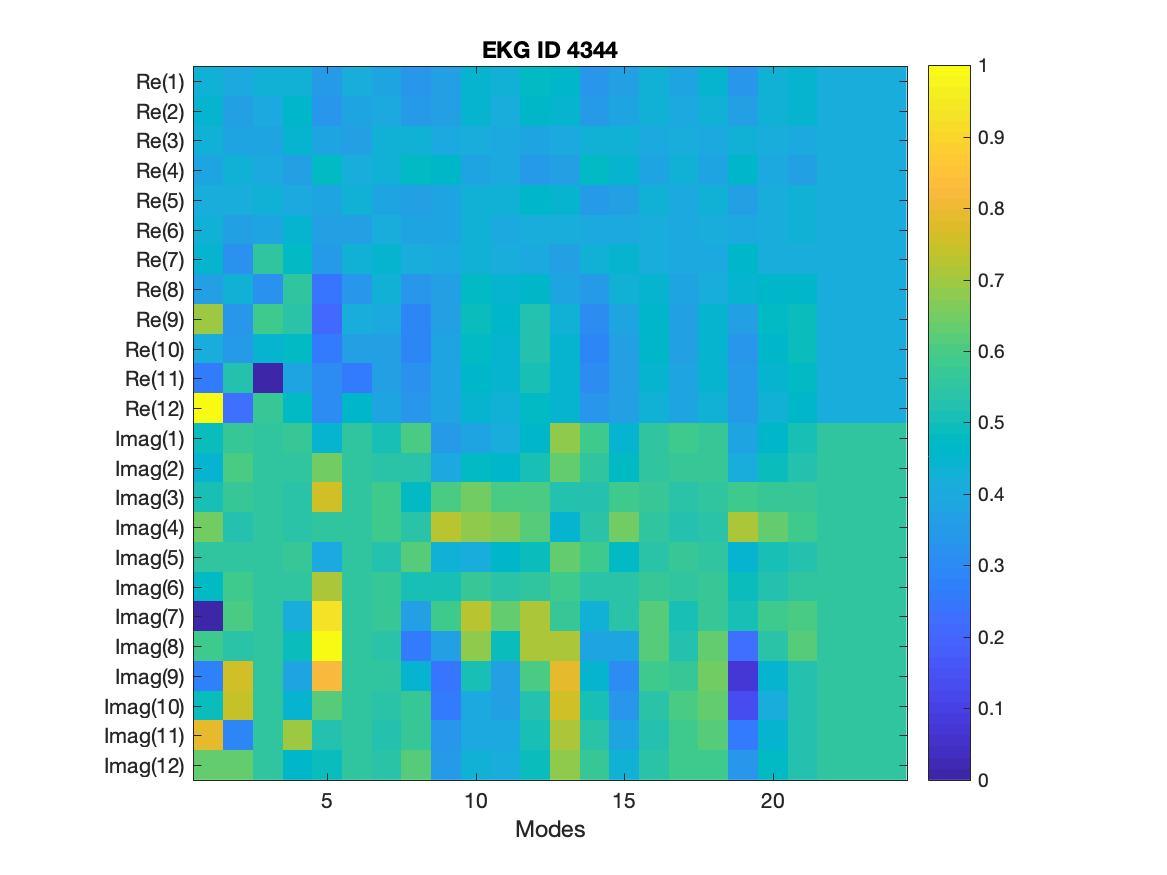 EKG ID 4344
Re(1)
Re(2)
Re(3)
Re(4)
Re(5)
Re(6)
Re(7)
Re(8)
Re(9)
Re(10)
Re(11)
Re(12)
Imag(1)
Imag(2)
Imag(3)
Imag(4)
Imag(5)
Imag(6)
Imag(7)
Imag(8)
Imag(9)
Imag(10)
Imag(11)
Imag(12)
5 10 15 20
Modes
1
0.9
0.8
0.7
0.6
0.5
0.4
0.3
0.2
0.1
0